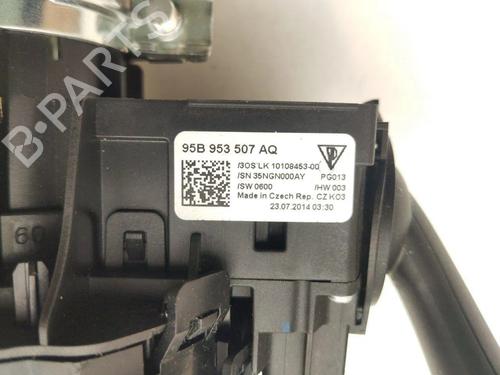 95B 953 507 AQ
/3OS LK 10108453-00
/SN 35NGN000AY PG013
/SW 0600 /HW 003
Made in Czech Rep. CZ KO3
23.07.2014 03:30
60
B-PARTS